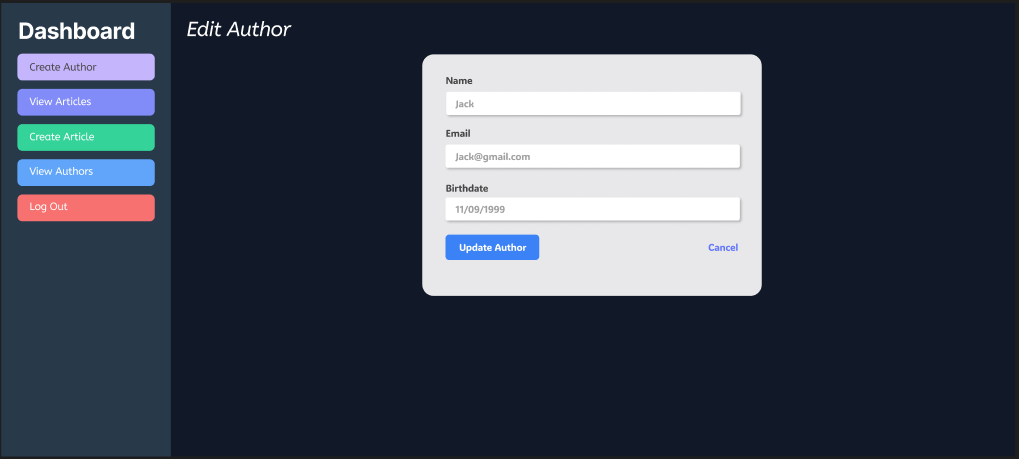 Dashboard
Create Author
View Articles
Create Article
View Authors
Log Out
Edit Author
Name
Jack
Email
Jack@gmail.com
Birthdate
11/09/1999
Update Author
Cancel